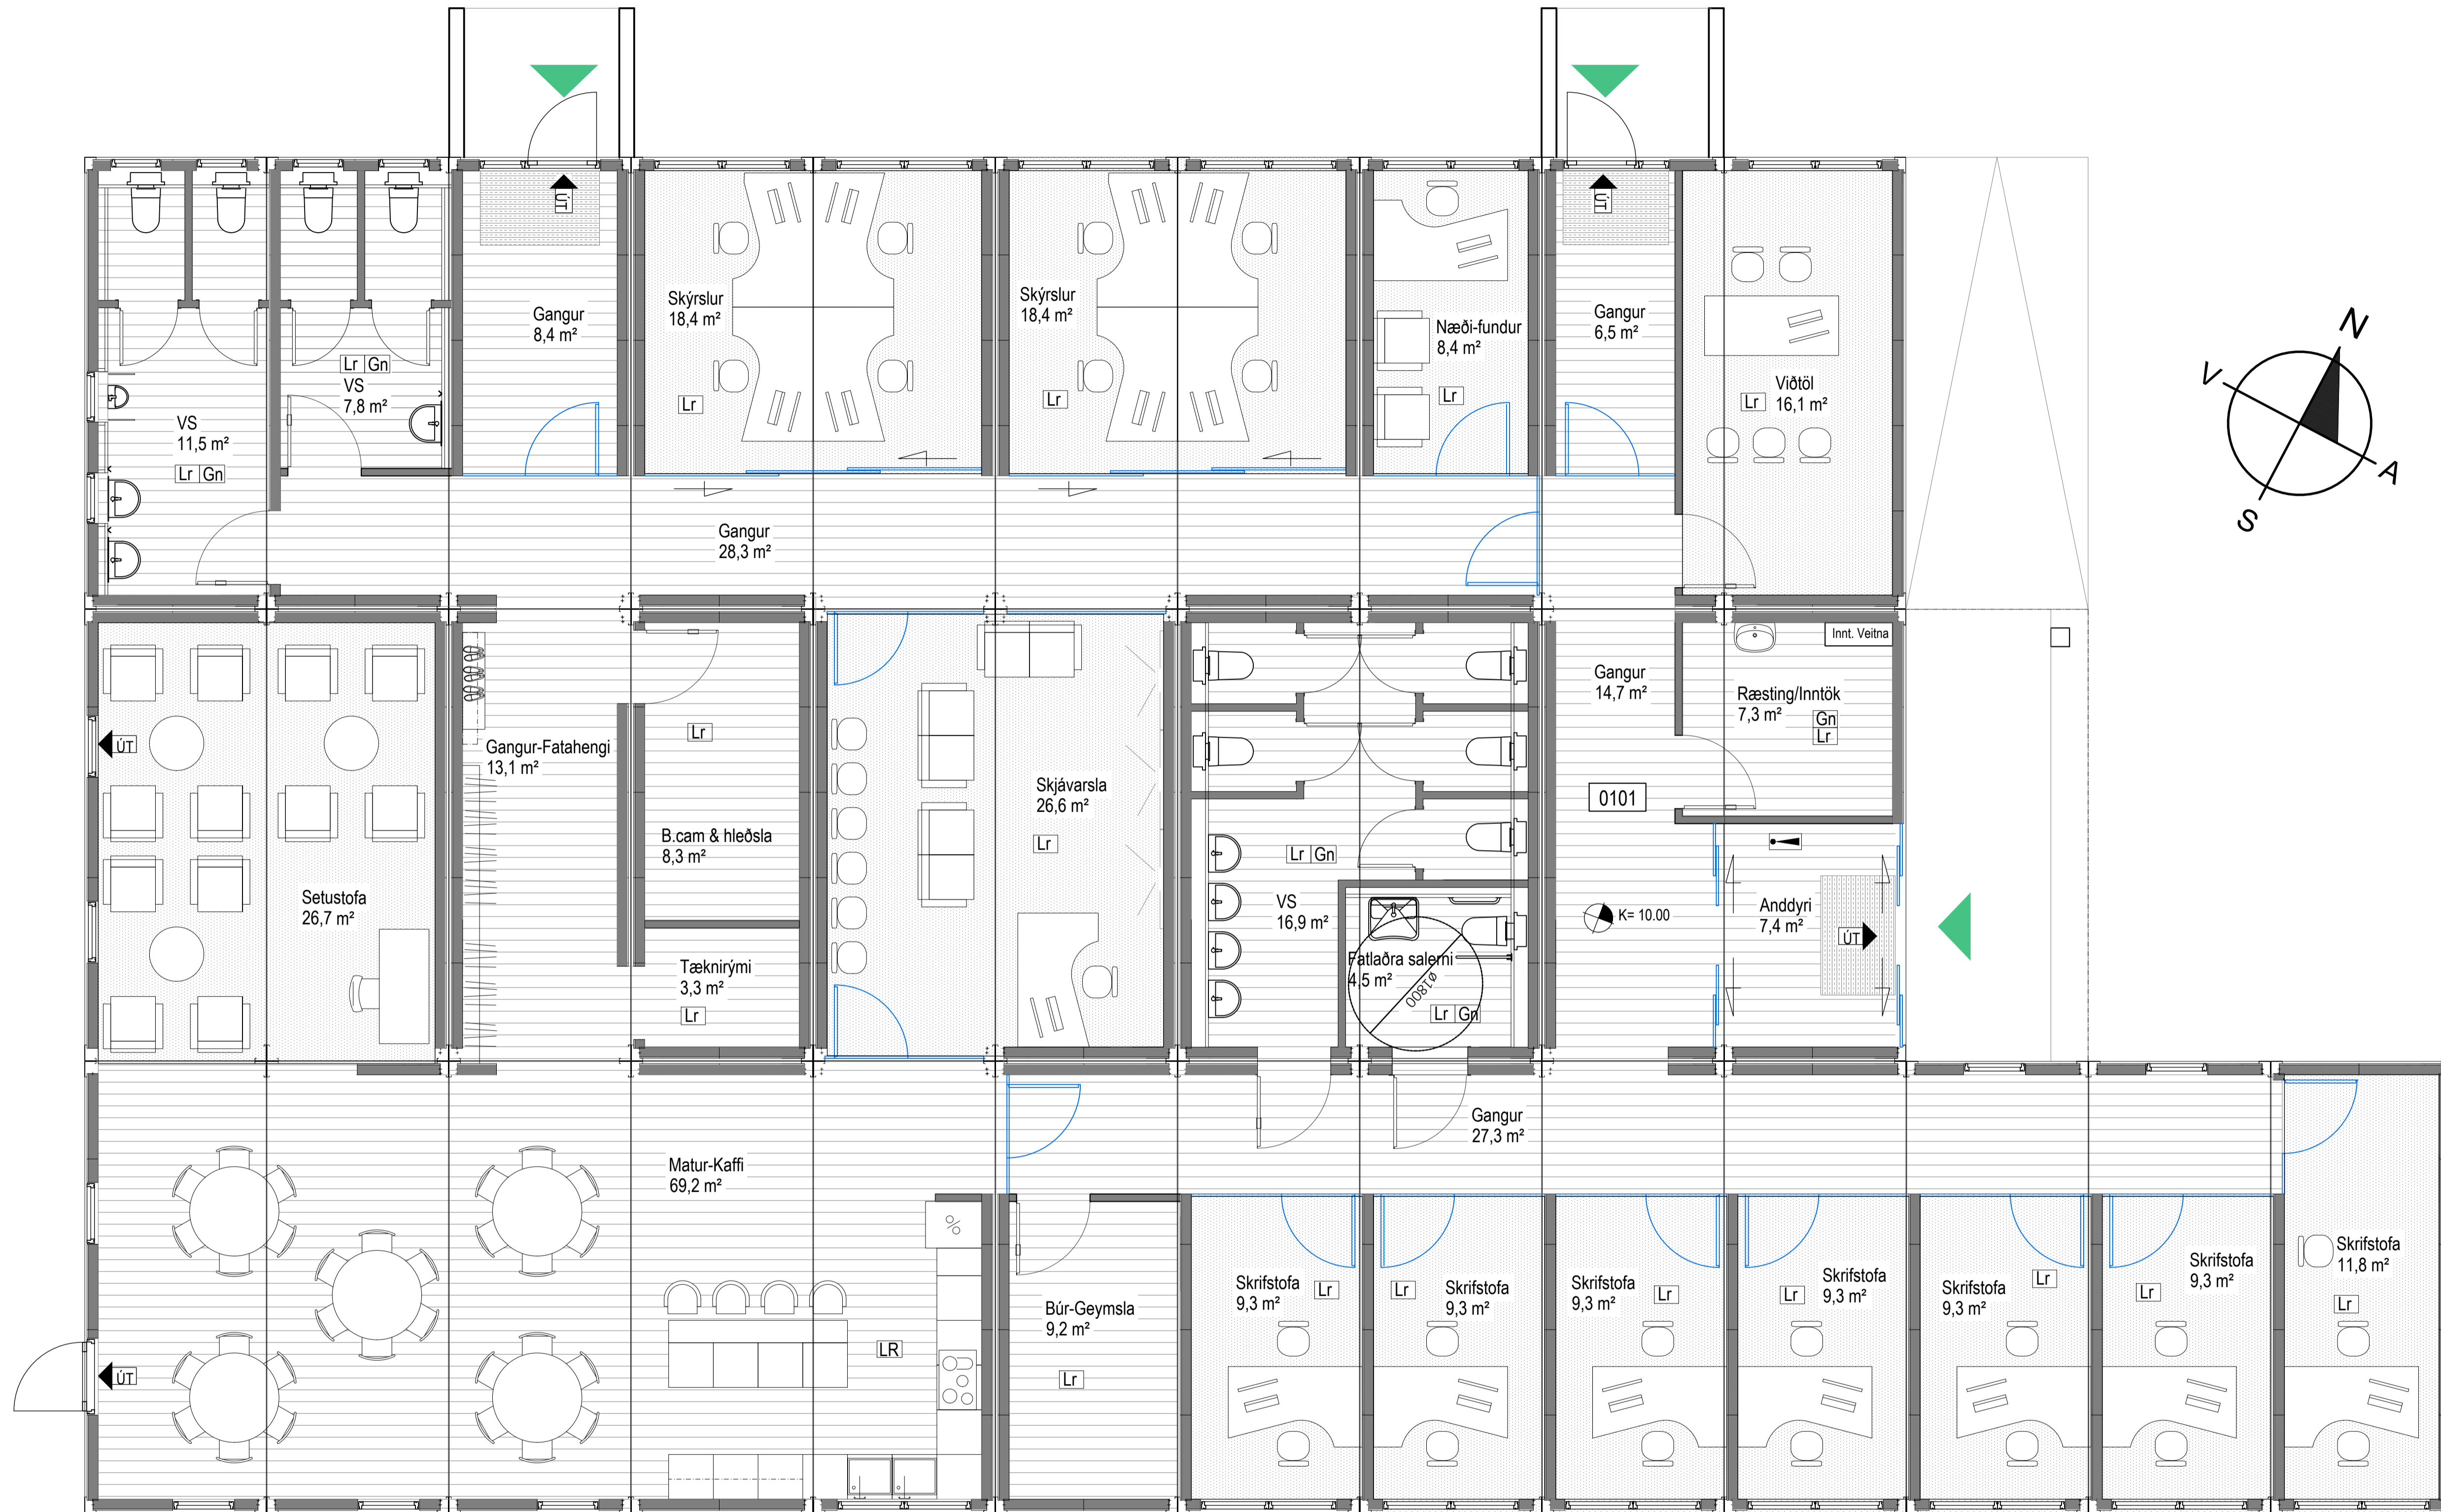 ÚT
ÚT
Gangur
8,4 m²
Skýrslur
18,4 m²
Lr
Skýrslur
18,4 m²
Lr
Næði-fundur
8,4 m²
Lr
Gangur
6,5 m²
Viðtöl
16,1 m²
Lr
N
V
A
S
Lr Gn
VS
7,8 m²
VS
11,5 m²
Lr Gn
Gangur
28,3 m²
Innt. Veitna
Gangur
14,7 m²
Ræsting/Inntök
7,3 m²
Gn
Lr
ÚT
Gangur-Fatahengi
13,1 m²
Lr
B.cam & hleðsla
8,3 m²
Skjávarsla
26,6 m²
Lr
0101
Lr Gn
Setustofa
26,7 m²
VS
16,9 m²
K= 10.00
Anddyri
7,4 m²
ÚT
Tæknirými
3,3 m²
Lr
Fatlaðra salerni
4,5 m²
ø1800
Lr Gn
Gangur
27,3 m²
Matur-Kaffi
69,2 m²
%
LR
ÚT
Búr-Geymsla
9,2 m²
Lr
Skrifstofa
9,3 m²
Lr
Lr
Skrifstofa
9,3 m²
Skrifstofa
9,3 m²
Lr
Lr
Skrifstofa
9,3 m²
Skrifstofa
9,3 m²
Lr
Lr
Skrifstofa
9,3 m²
Skrifstofa
11,8 m²
Lr